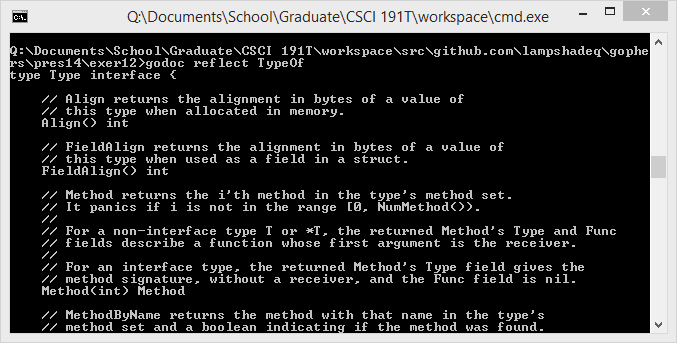 Q:\Documents\School\Graduate\CSCI 191T\workspace\cmd.exe
Q:\Documents\School\Graduate\CSCI 191T\workspace\src\github.com\lampshadeq\gophe
rs\pres14\exer12>godoc reflect TypeOf
type Type interface {
// Align returns the alignment in bytes of a value of
// this type when allocated in memory.
Align() int
// FieldAlign returns the alignment in bytes of a value of
// this type when used as a field in a struct.
FieldAlign() int
// Method returns the i'th method in the type's method set.
// It panics if i is not in the range [0, NumMethod()).
//
// For a non-interface type T or *T, the returned Method's Type and Func
// fields describe a function whose first argument is the receiver.
//
// For an interface type, the returned Method's Type field gives the
// method signature, without a receiver, and the Func field is nil.
Method(int) Method
// MethodByName returns the method with that name in the type's
// method set and a boolean indicating if the method was found.